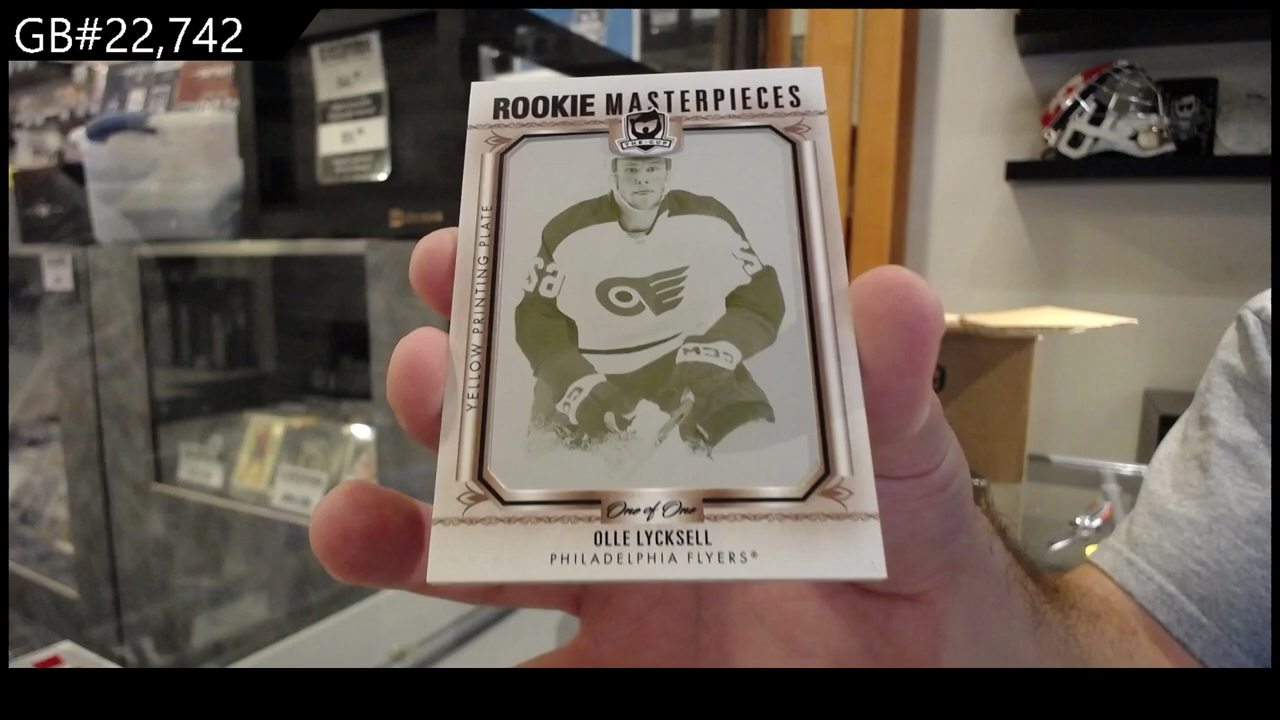 GB#22,742
ROOKIE MASTERPIECES
THE CUP
YELLOW PRINTING PLATE
CCM
One of One
OLLE LYCKSELL
PHILADELPHIA FLYERS®